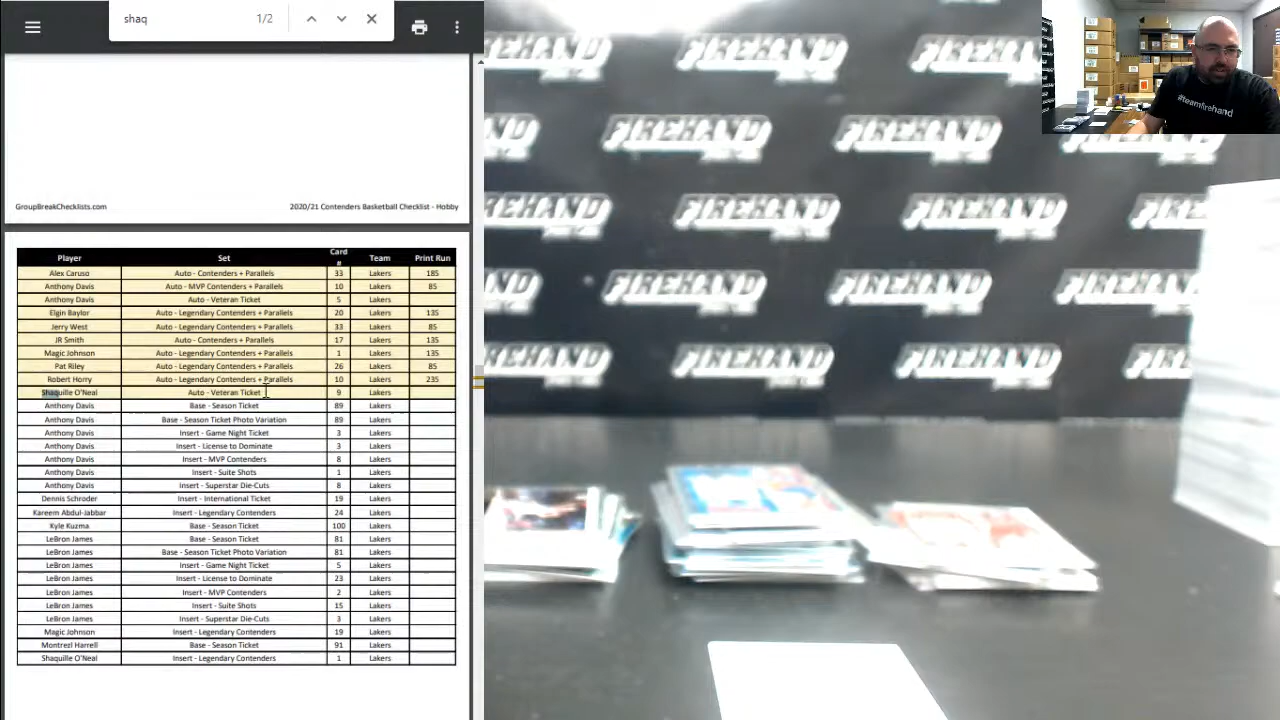 shaq 1/2
GroupBreakChecklists.com 2020/21 Contenders Basketball Checklist - Hobby
Player Set Card # Team Print Run
Alex Caruso Auto - Contenders + Parallels 33 Lakers 185
Anthony Davis Auto - MVP Contenders + Parallels 10 Lakers 85
Anthony Davis Auto - Veteran Ticket 5 Lakers
Elgin Baylor Auto - Legendary Contenders + Parallels 20 Lakers 135
Jerry West Auto - Legendary Contenders + Parallels 33 Lakers 85
JR Smith Auto - Contenders + Parallels 17 Lakers 135
Magic Johnson Auto - Legendary Contenders + Parallels 1 Lakers 135
Pat Riley Auto - Legendary Contenders + Parallels 26 Lakers 85
Robert Horry Auto - Legendary Contenders + Parallels 10 Lakers 235
Shaquille O'Neal Auto - Veteran Ticket 9 Lakers
Anthony Davis Base - Season Ticket 89 Lakers
Anthony Davis Base - Season Ticket Photo Variation 89 Lakers
Anthony Davis Insert - Game Night Ticket 3 Lakers
Anthony Davis Insert - License to Dominate 3 Lakers
Anthony Davis Insert - MVP Contenders 8 Lakers
Anthony Davis Insert - Suite Shots 1 Lakers
Anthony Davis Insert - Superstar Die-Cuts 8 Lakers
Dennis Schroder Insert - International Ticket 19 Lakers
Kareem Abdul-Jabbar Insert - Legendary Contenders 24 Lakers
Kyle Kuzma Base - Season Ticket 100 Lakers
LeBron James Base - Season Ticket 81 Lakers
LeBron James Base - Season Ticket Photo Variation 81 Lakers
LeBron James Insert - Game Night Ticket 5 Lakers
LeBron James Insert - License to Dominate 23 Lakers
LeBron James Insert - MVP Contenders 2 Lakers
LeBron James Insert - Suite Shots 15 Lakers
LeBron James Insert - Superstar Die-Cuts 3 Lakers
Magic Johnson Insert - Legendary Contenders 19 Lakers
Montrezl Harrell Base - Season Ticket 91 Lakers
Shaquille O'Neal Insert - Legendary Contenders 1 Lakers
#teamfirehand
FIREHAND FIREHAND FIREHAND
FIREHAND FIREHAND FIREHAND
FIREHAND FIREHAND FIREHAND
FIREHAND FIREHAND FIREHAND
FIREHAND FIREHAND